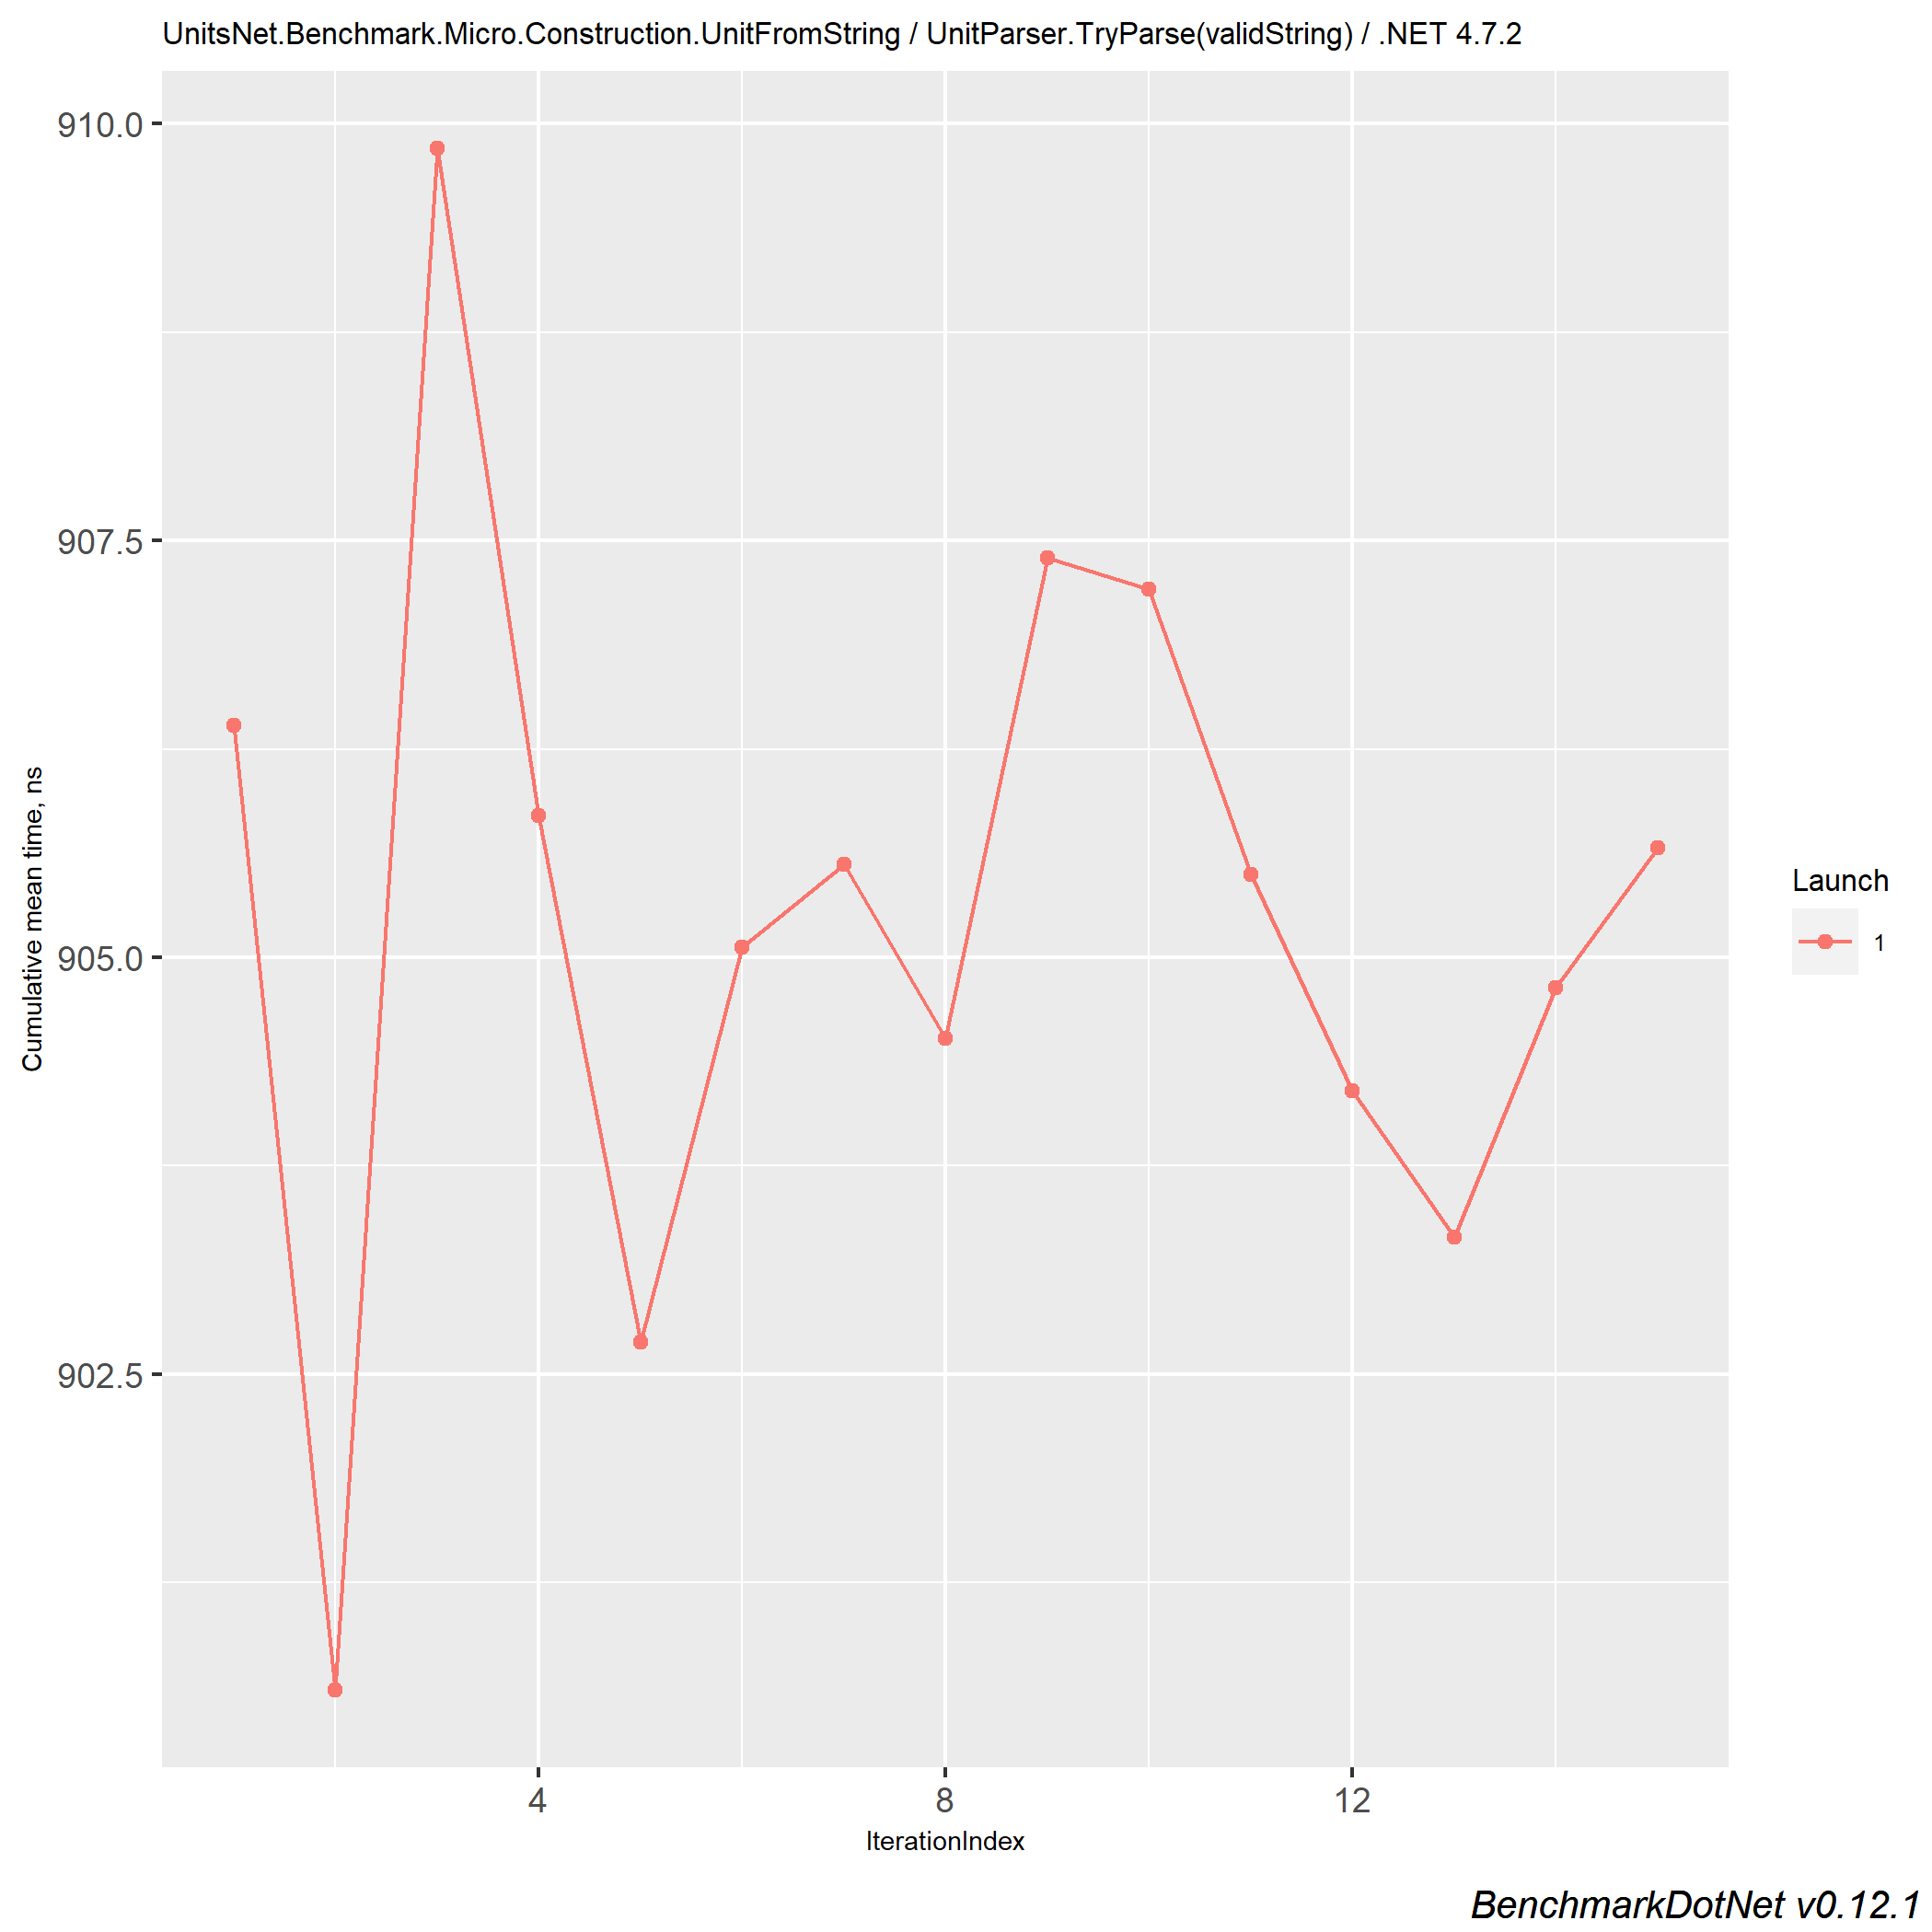 UnitsNet.Benchmark.Micro.Construction.UnitFromString / UnitParser.TryParse(validString) / .NET 4.7.2
910.0
907.5
905.0
902.5
Cumulative mean time, ns
4
8
12
IterationIndex
Launch
1
BenchmarkDotNet v0.12.1